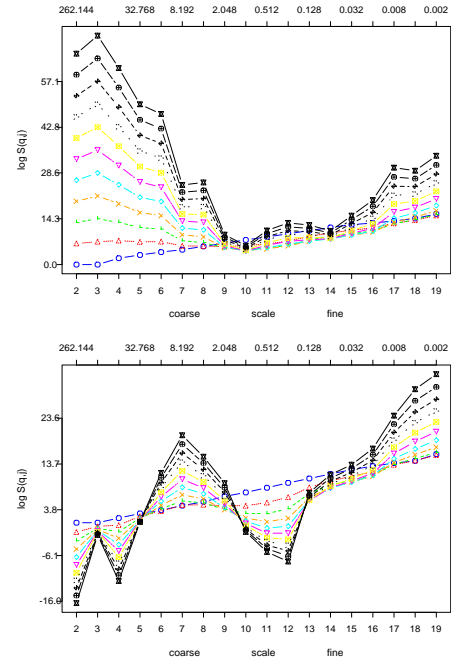 262.144 32.768 8.192 2.048 0.512 0.128 0.032 0.008 0.002
57.1
42.8
28.6
14.3
0.0
log S(q,j)
2 3 4 5 6 7 8 9 10 11 12 13 14 15 16 17 18 19
coarse scale fine
262.144 32.768 8.192 2.048 0.512 0.128 0.032 0.008 0.002
23.6
13.7
3.8
-6.1
-16.0
log S(q,j)
2 3 4 5 6 7 8 9 10 11 12 13 14 15 16 17 18 19
coarse scale fine